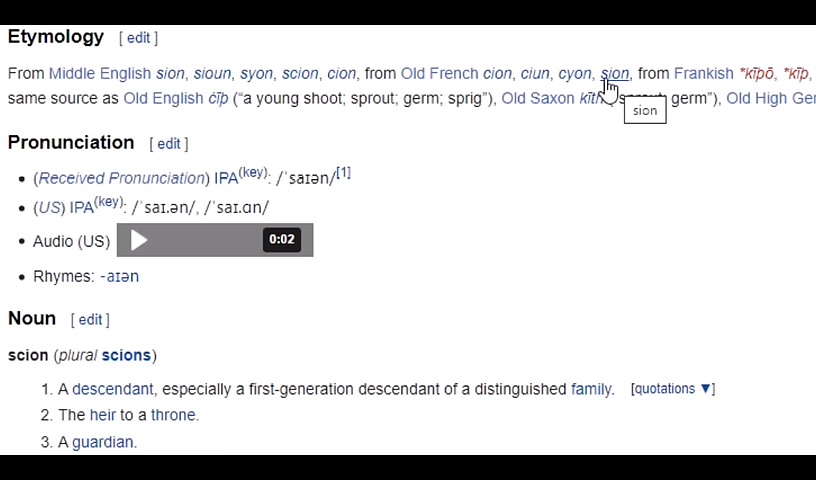 Etymology [ edit ]
From Middle English sion, sioun, syon, scion, cion, from Old French cion, ciun, cyon, sion, from Frankish *kīþō, *kīþ,
same source as Old English ċīþ (“a young shoot; sprout; germ; sprig”), Old Saxon germ”), Old High
sion
Pronunciation [ edit ]
• (Received Pronunciation) IPA(key): /ˈsaɪən/[1]
• (US) IPA(key): /ˈsaɪ.ən/, /ˈsaɪ.ɑn/
• Audio (US) 0:02
• Rhymes: -aɪən
Noun [ edit ]
scion (plural scions)
1. A descendant, especially a first-generation descendant of a distinguished family. [quotations ▼]
2. The heir to a throne.
3. A guardian.